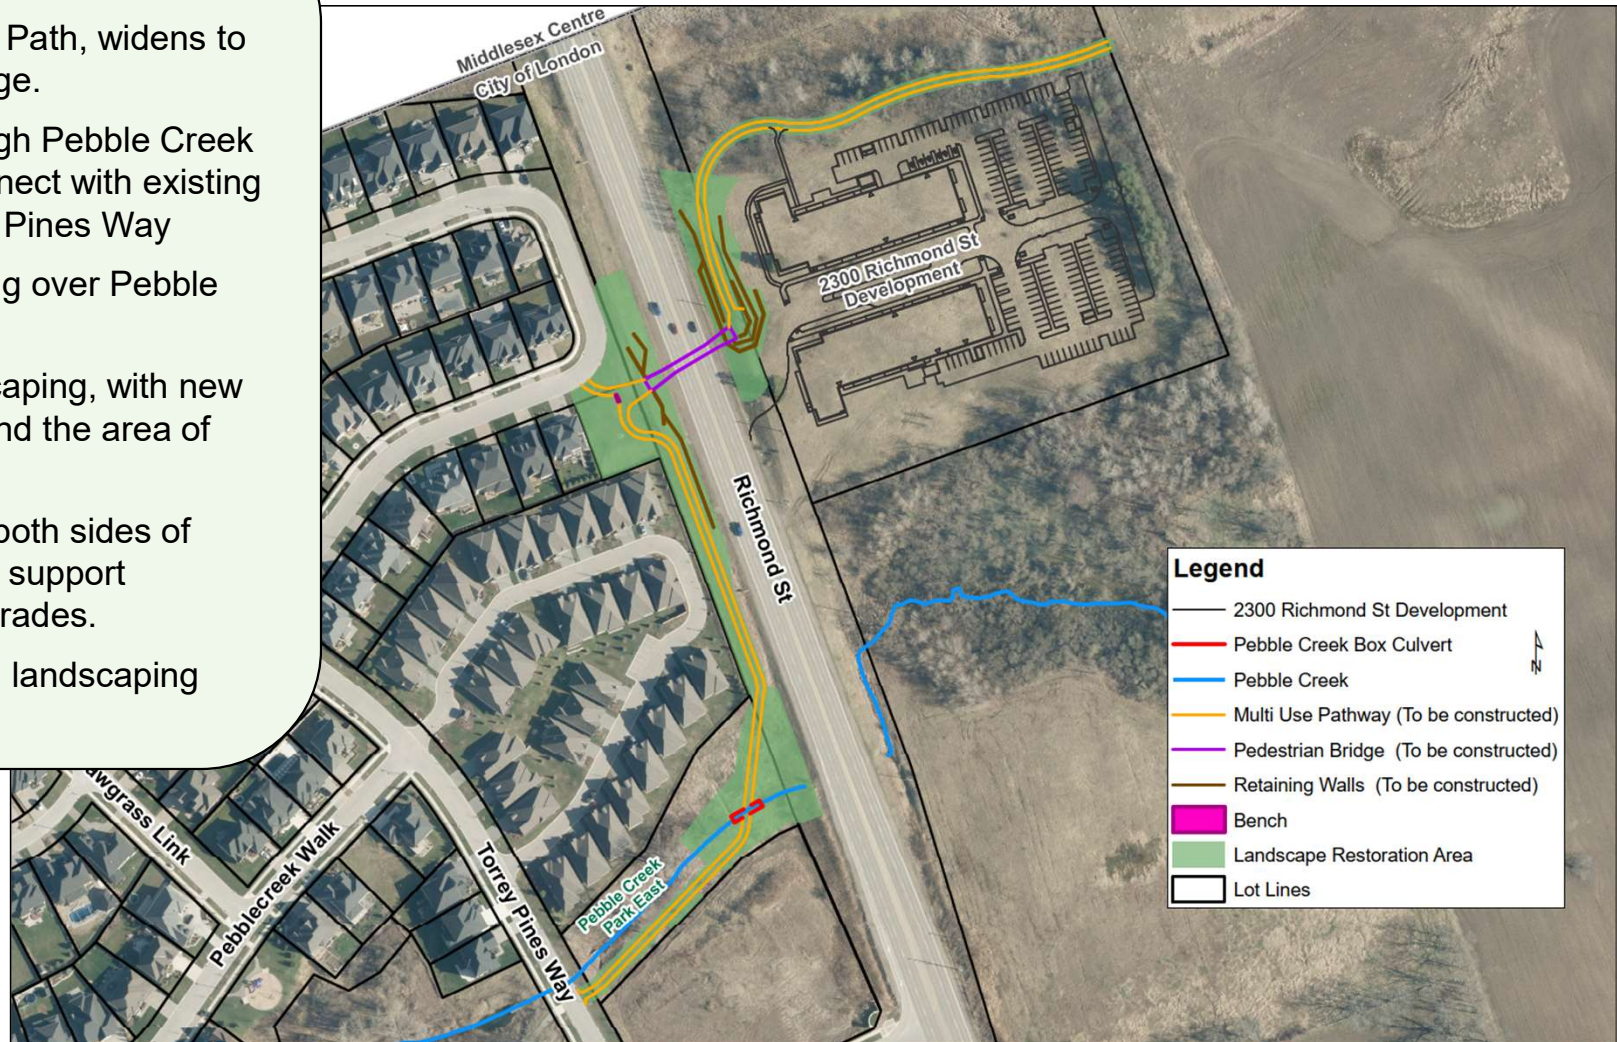 Path, widens to
ge.
gh Pebble Creek
nnect with existing
Pines Way
g over Pebble
caping, with new
nd the area of
both sides of
support
rades.
landscaping
Middlesex Centre
City of London
2300 Richmond St
Development
Richmond St
Legend
2300 Richmond St Development
Pebble Creek Box Culvert
Pebble Creek
Multi Use Pathway (To be constructed)
Pedestrian Bridge (To be constructed)
Retaining Walls (To be constructed)
Bench
Landscape Restoration Area
Lot Lines
N
awgrass Link
Pebblecreek Walk
Torrey Pines Way
Pebble Creek
Park East